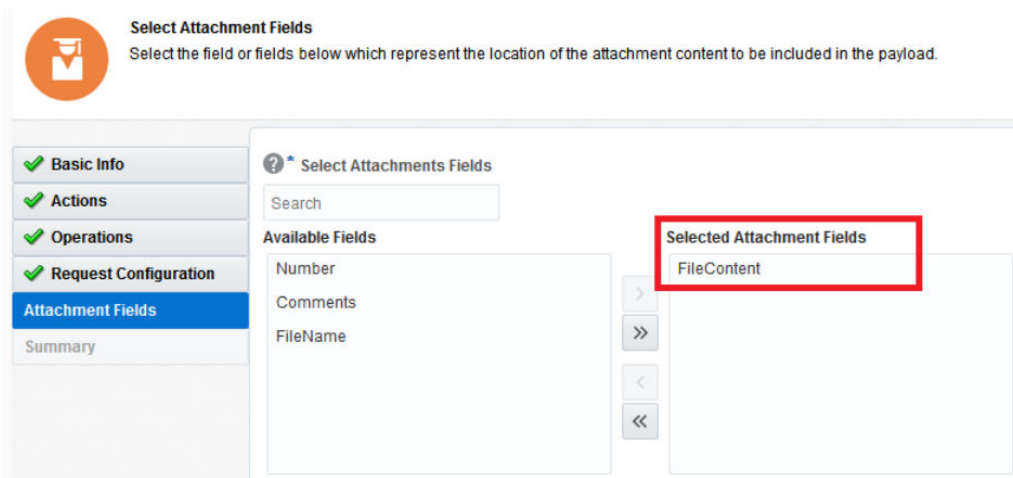 Select Attachment Fields
Select the field or fields below which represent the location of the attachment content to be included in the payload.
Basic Info
Actions
Operations
Request Configuration
Attachment Fields
Summary
?* Select Attachments Fields
Search
Available Fields
Number
Comments
FileName
>
>>
<
<<
Selected Attachment Fields
FileContent